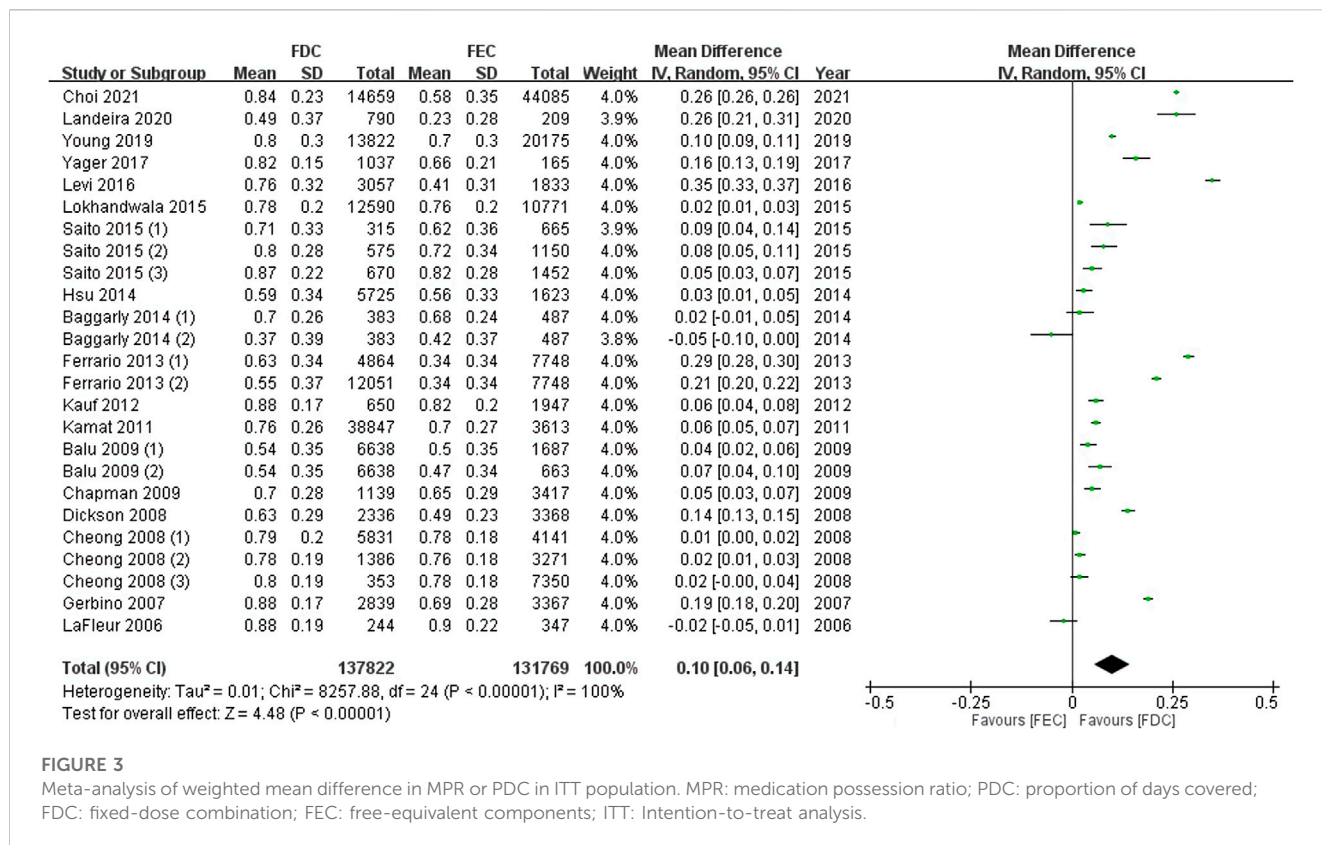 FDC FEC Mean Difference Mean Difference
Study or Subgroup Mean SD Total Mean SD Total Weight IV, Random, 95% CI Year IV, Random, 95% CI
Choi 2021 0.84 0.23 14659 0.58 0.35 44085 4.0% 0.26 [0.26, 0.26] 2021
Landeira 2020 0.49 0.37 790 0.23 0.28 209 3.9% 0.26 [0.21, 0.31] 2020
Young 2019 0.8 0.3 13822 0.7 0.3 20175 4.0% 0.10 [0.09, 0.11] 2019
Yager 2017 0.82 0.15 1037 0.66 0.21 165 4.0% 0.16 [0.13, 0.19] 2017
Levi 2016 0.76 0.32 3057 0.41 0.31 1833 4.0% 0.35 [0.33, 0.37] 2016
Lokhandwala 2015 0.78 0.2 12590 0.76 0.2 10771 4.0% 0.02 [0.01, 0.03] 2015
Saito 2015 (1) 0.71 0.33 315 0.62 0.36 665 3.9% 0.09 [0.04, 0.14] 2015
Saito 2015 (2) 0.8 0.28 575 0.72 0.34 1150 4.0% 0.08 [0.05, 0.11] 2015
Saito 2015 (3) 0.87 0.22 670 0.82 0.28 1452 4.0% 0.05 [0.03, 0.07] 2015
Hsu 2014 0.59 0.34 5725 0.56 0.33 1623 4.0% 0.03 [0.01, 0.05] 2014
Baggarly 2014 (1) 0.7 0.26 383 0.68 0.24 487 4.0% 0.02 [-0.01, 0.05] 2014
Baggarly 2014 (2) 0.37 0.39 383 0.42 0.37 487 3.8% -0.05 [-0.10, 0.00] 2014
Ferrario 2013 (1) 0.63 0.34 4864 0.34 0.34 7748 4.0% 0.29 [0.28, 0.30] 2013
Ferrario 2013 (2) 0.55 0.37 12051 0.34 0.34 7748 4.0% 0.21 [0.20, 0.22] 2013
Kauf 2012 0.88 0.17 650 0.82 0.2 1947 4.0% 0.06 [0.04, 0.08] 2012
Kamat 2011 0.76 0.26 38847 0.7 0.27 3613 4.0% 0.06 [0.05, 0.07] 2011
Balu 2009 (1) 0.54 0.35 6638 0.5 0.35 1687 4.0% 0.04 [0.02, 0.06] 2009
Balu 2009 (2) 0.54 0.35 6638 0.47 0.34 663 4.0% 0.07 [0.04, 0.10] 2009
Chapman 2009 0.7 0.28 1139 0.65 0.29 3417 4.0% 0.05 [0.03, 0.07] 2009
Dickson 2008 0.63 0.29 2336 0.49 0.23 3368 4.0% 0.14 [0.13, 0.15] 2008
Cheong 2008 (1) 0.79 0.2 5831 0.78 0.18 4141 4.0% 0.01 [0.00, 0.02] 2008
Cheong 2008 (2) 0.78 0.19 1386 0.76 0.18 3271 4.0% 0.02 [0.01, 0.03] 2008
Cheong 2008 (3) 0.8 0.19 353 0.78 0.18 7350 4.0% 0.02 [-0.00, 0.04] 2008
Gerbino 2007 0.88 0.17 2839 0.69 0.28 3367 4.0% 0.19 [0.18, 0.20] 2007
LaFleur 2006 0.88 0.19 244 0.9 0.22 347 4.0% -0.02 [-0.05, 0.01] 2006
Total (95% CI) 137822 131769 100.0% 0.10 [0.06, 0.14]
Heterogeneity: Tau² = 0.01; Chi² = 8257.88, df = 24 (P < 0.00001); I² = 100%
Test for overall effect: Z = 4.48 (P < 0.00001)
-0.5 -0.25 0 0.25 0.5
Favours [FEC] Favours [FDC]
FIGURE 3
Meta-analysis of weighted mean difference in MPR or PDC in ITT population. MPR: medication possession ratio; PDC: proportion of days covered;
FDC: fixed-dose combination; FEC: free-equivalent components; ITT: Intention-to-treat analysis.